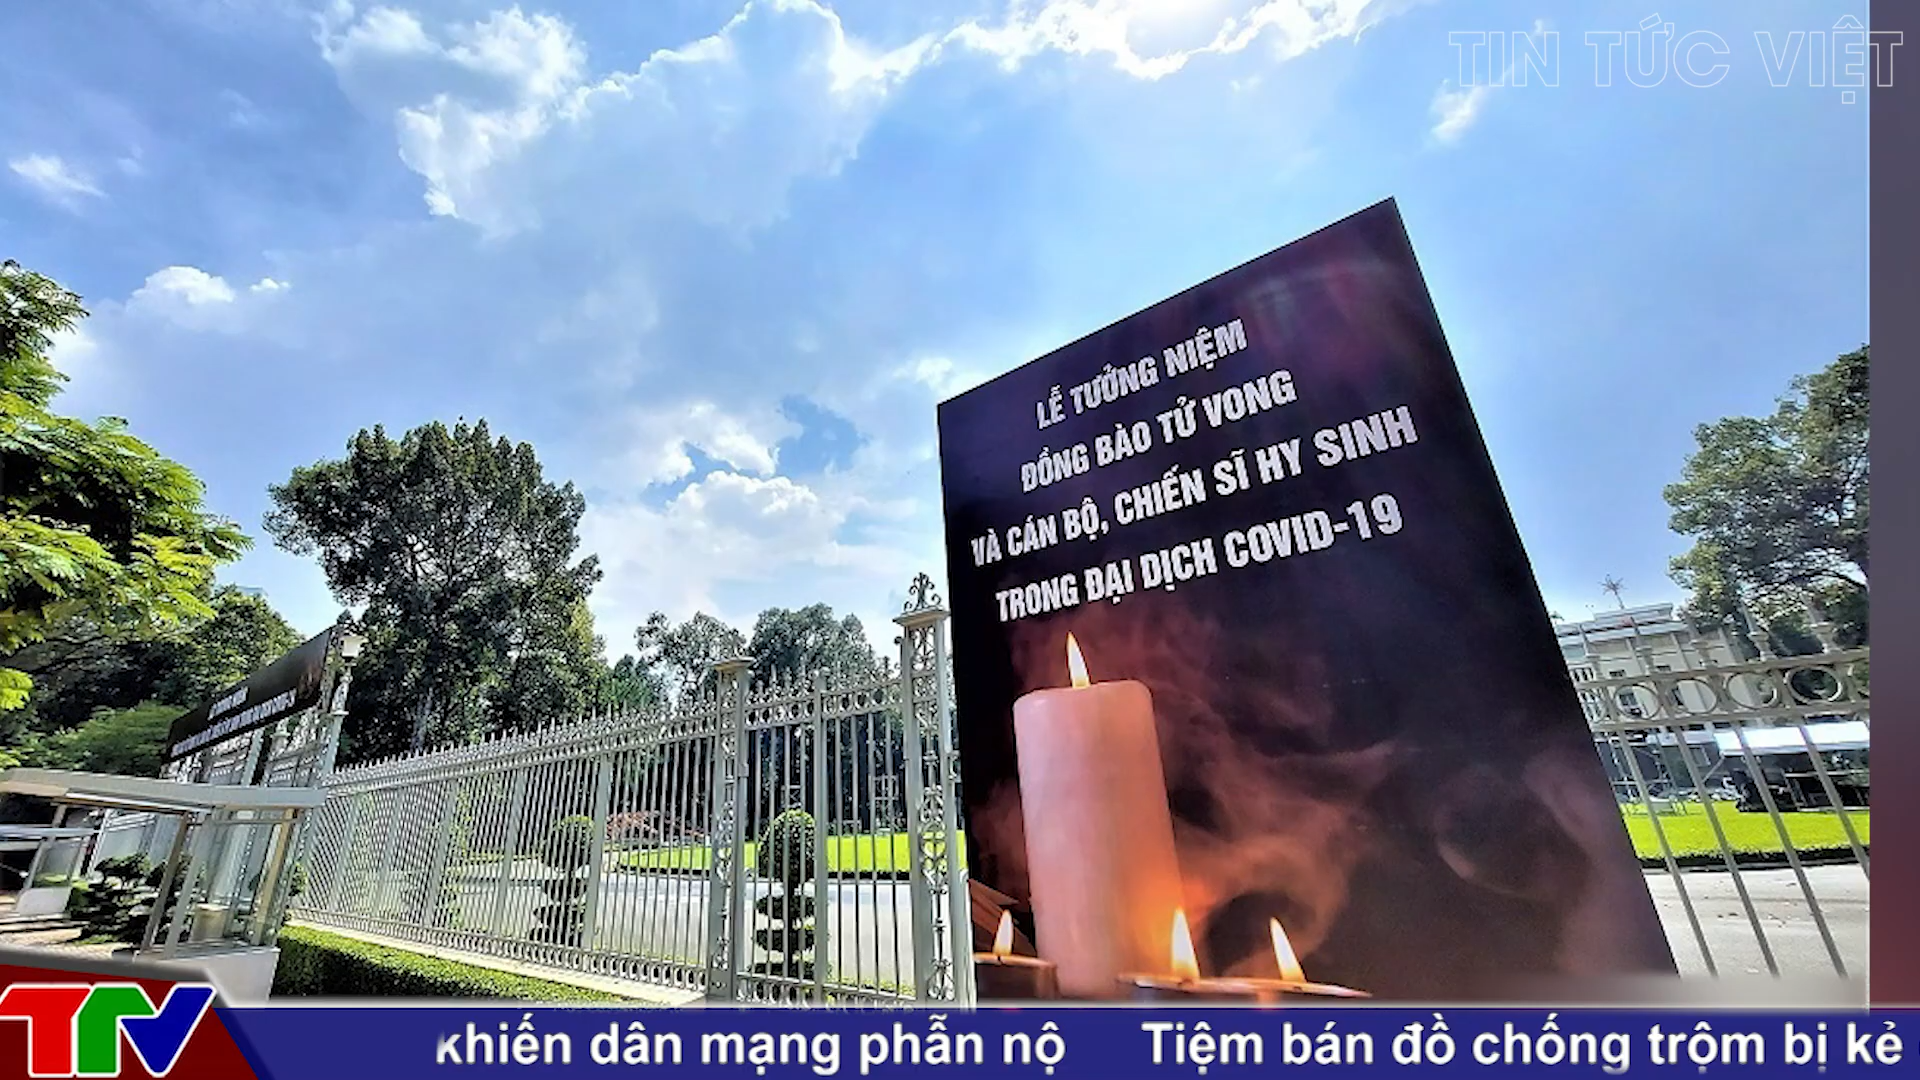 TIN TỨC VIỆT
LỄ TƯỞNG NIỆM
ĐỒNG BÀO TỬ VONG
VÀ CÁN BỘ, CHIẾN SĨ HY SINH
TRONG ĐẠI DỊCH COVID-19
TTV
khiến dân mạng phẫn nộ Tiệm bán đồ chống trộm bị kẻ